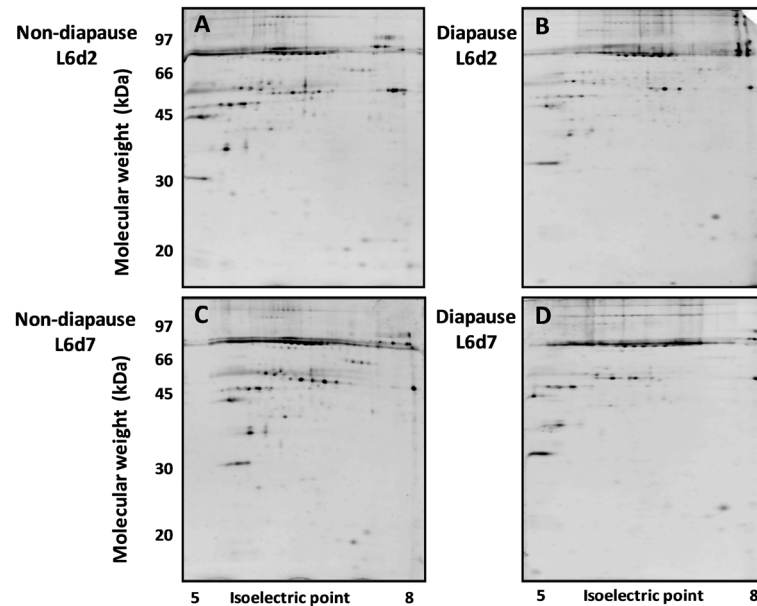 Non-diapause
L6d2
A
Diapause
L6d2
B
Molecular weight (kDa)
97
66
45
30
20
Non-diapause
L6d7
C
Diapause
L6d7
D
Molecular weight (kDa)
97
66
45
30
20
5 Isoelectric point 8
5 Isoelectric point 8